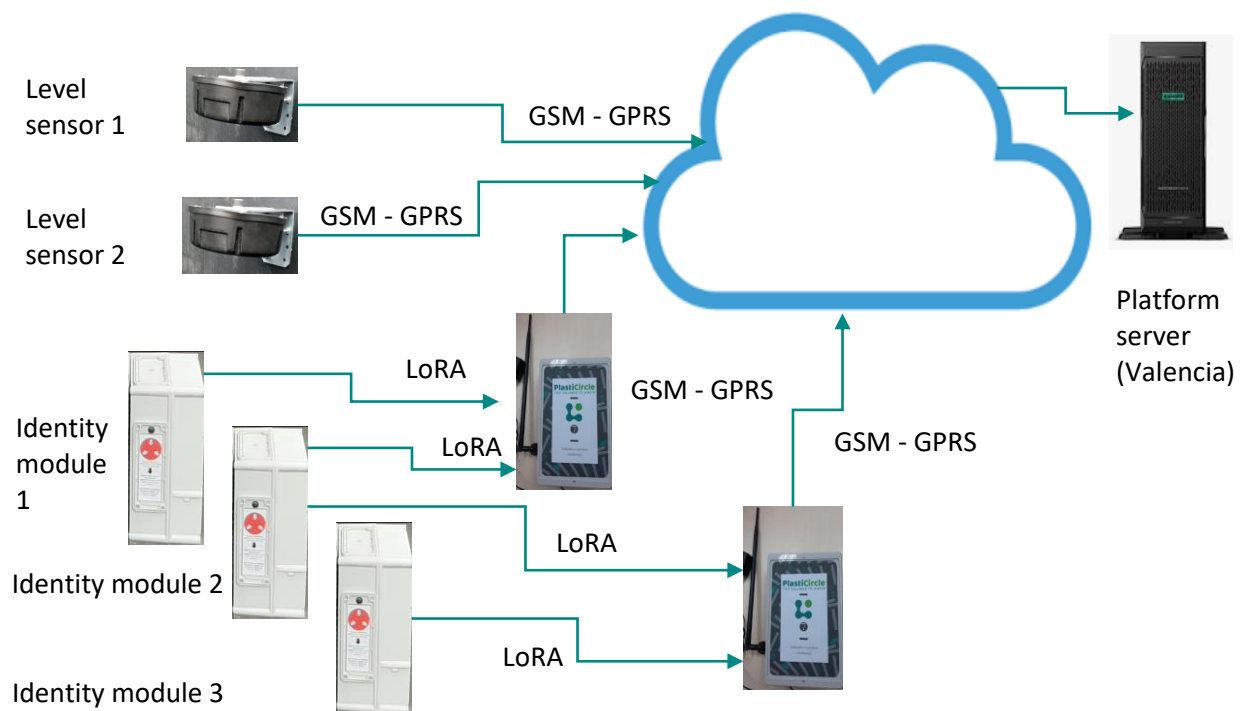 Level
sensor 1
GSM - GPRS
Level
sensor 2
GSM - GPRS
Platform
server
(Valencia)
LoRA
PlastiCircle
GSM - GPRS
Identity
module
1
LoRA
GSM - GPRS
LoRA
Identity module 2
PlastiCircle
LoRA
Identity module 3